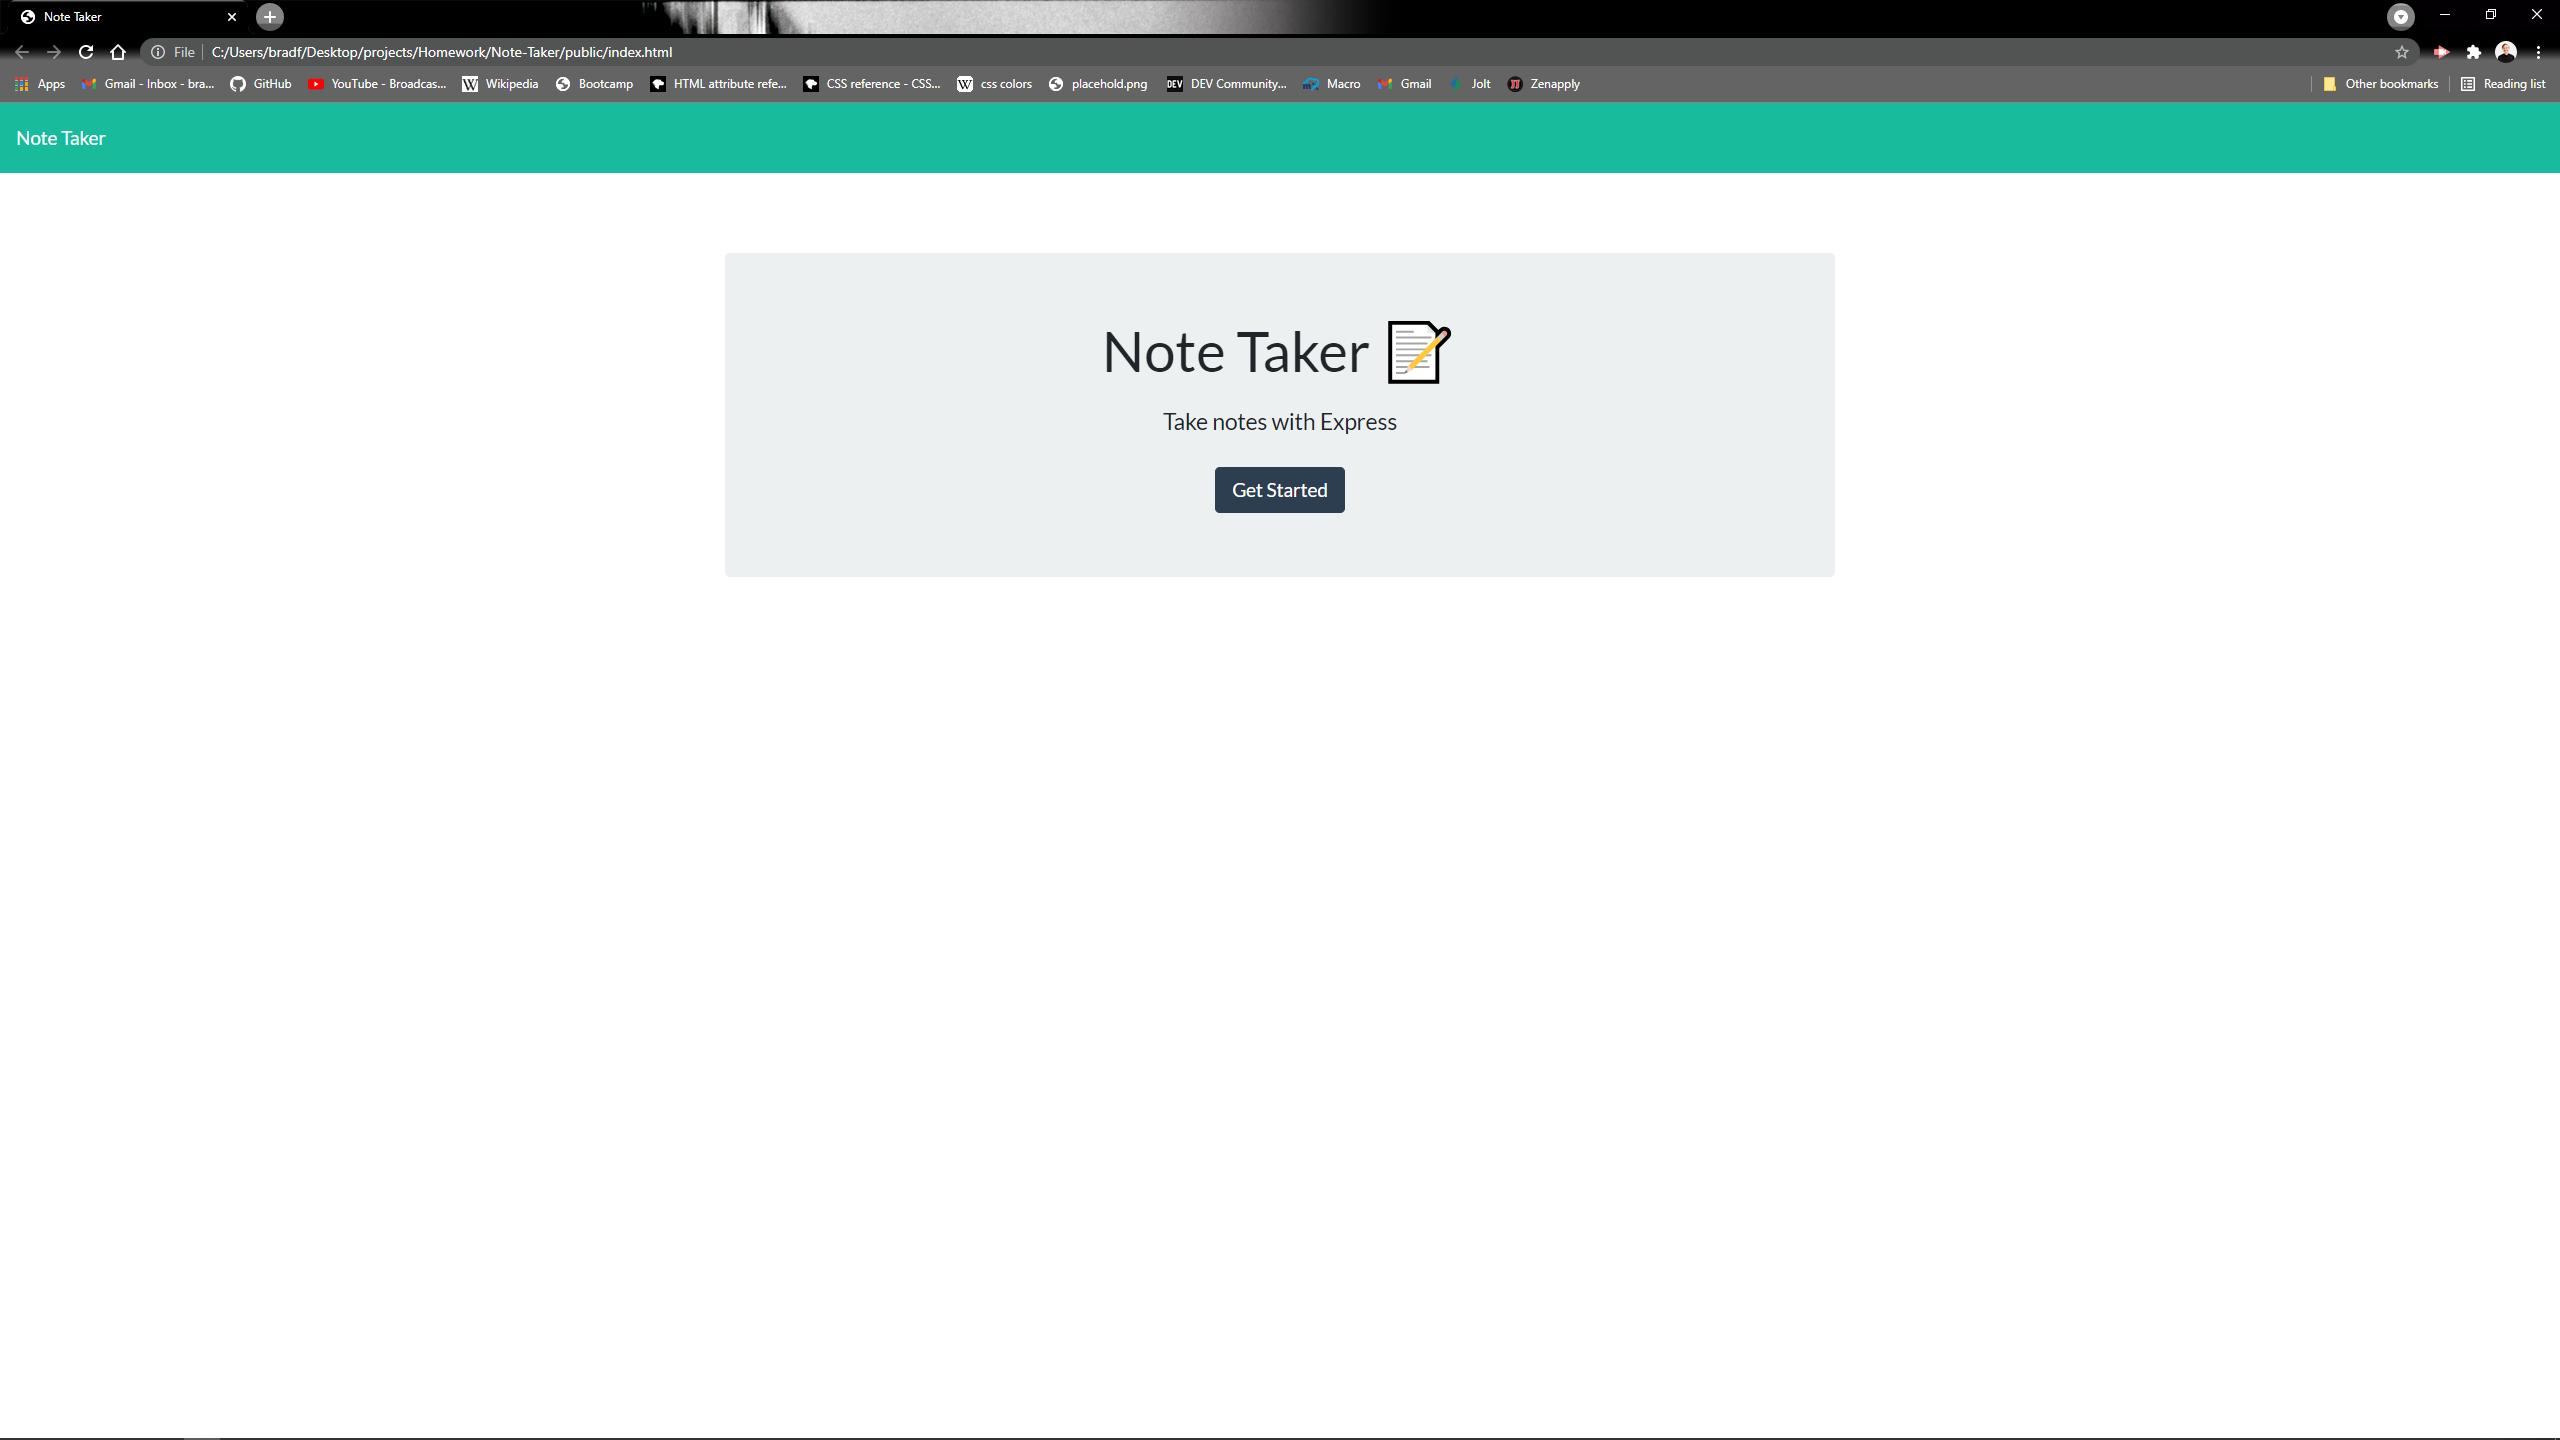 Note Taker
File C:/Users/bradf/Desktop/projects/Homework/Note-Taker/public/index.html
Apps Gmail - Inbox - bra... GitHub YouTube - Broadcas... Wikipedia Bootcamp HTML attribute refe... CSS reference - CSS... css colors placehold.png DEV Community... Macro Gmail Jolt Zenapply Other bookmarks Reading list
Note Taker
Note Taker
Take notes with Express
Get Started